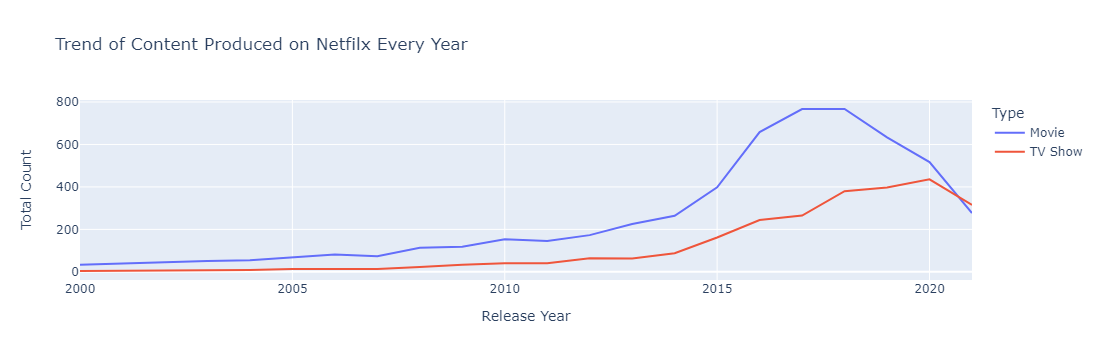 Trend of Content Produced on Netfilx Every Year
Total Count
800
600
400
200
0
2000
2005
2010
2015
2020
Release Year
Type
Movie
TV Show